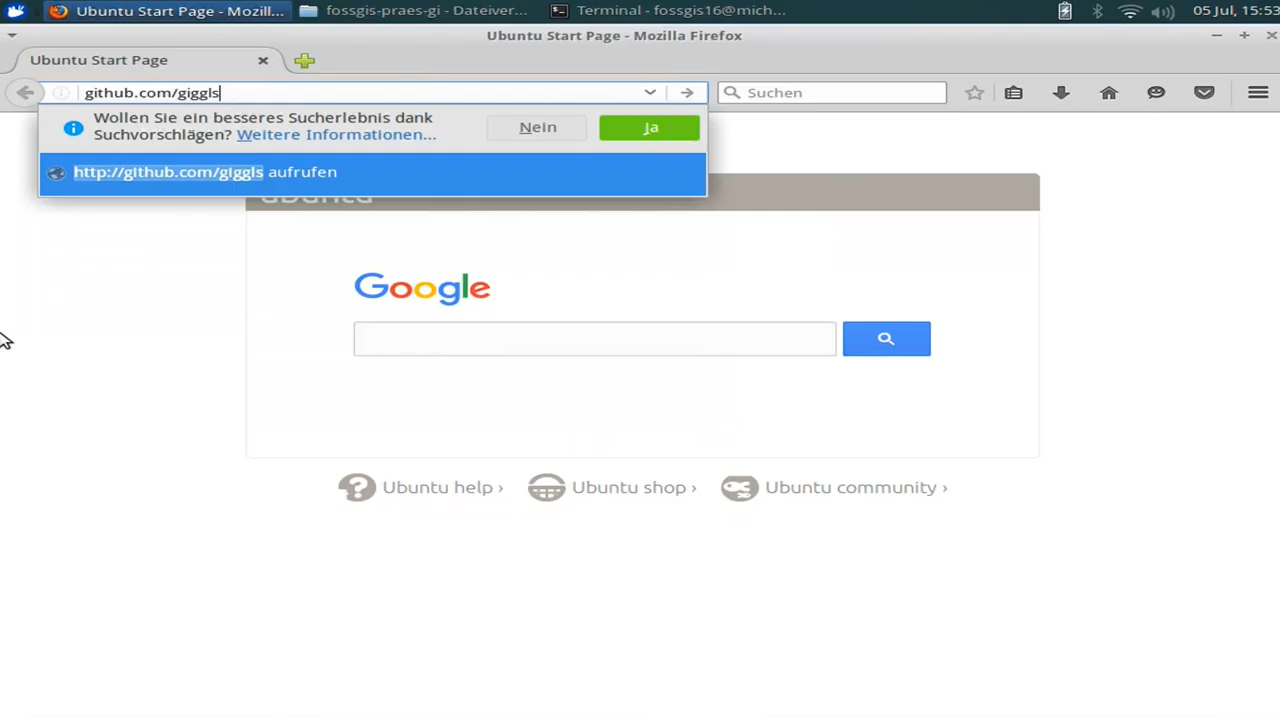 Ubuntu Start Page - Mozill...
fossgis-praes-gi - Dateiver...
Terminal - fossgis16@mich...
05 Jul, 15:53
Ubuntu Start Page - Mozilla Firefox
Ubuntu Start Page
github.com/giggls
Suchen
Wollen Sie ein besseres Sucherlebnis dank
Suchvorschlägen? Weitere Informationen...
Nein
Ja
http://github.com/giggls aufrufen
ubuntu
Google
Ubuntu help ›
Ubuntu shop ›
Ubuntu community ›